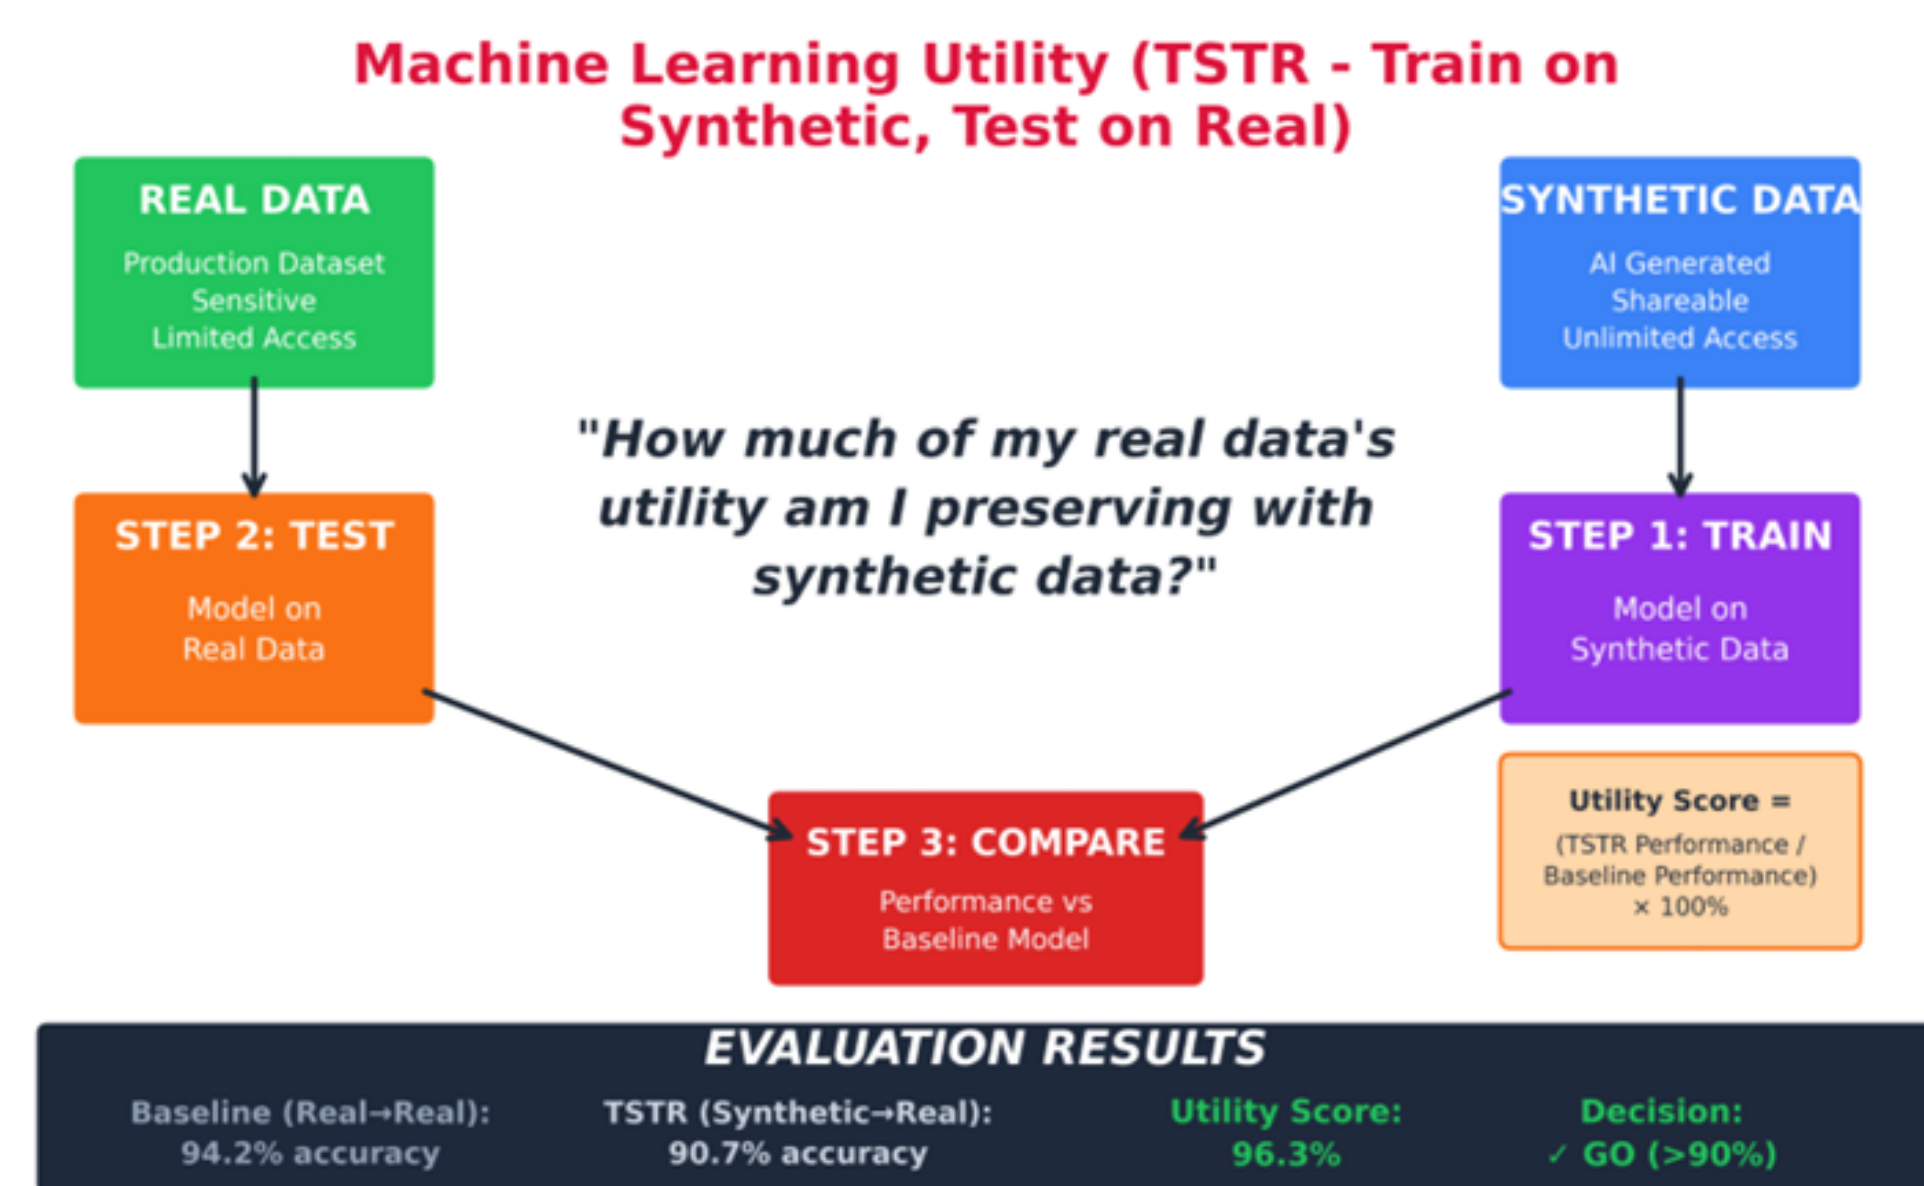 Machine Learning Utility (TSTR - Train on
Synthetic, Test on Real)
REAL DATA
Production Dataset
Sensitive
Limited Access
SYNTHETIC DATA
AI Generated
Shareable
Unlimited Access
"How much of my real data's
utility am I preserving with
synthetic data?"
STEP 2: TEST
Model on
Real Data
STEP 1: TRAIN
Model on
Synthetic Data
STEP 3: COMPARE
Performance vs
Baseline Model
Utility Score =
(TSTR Performance /
Baseline Performance)
× 100%
EVALUATION RESULTS
Baseline (Real→Real):
94.2% accuracy
TSTR (Synthetic→Real):
90.7% accuracy
Utility Score:
96.3%
Decision:
✓ GO (>90%)